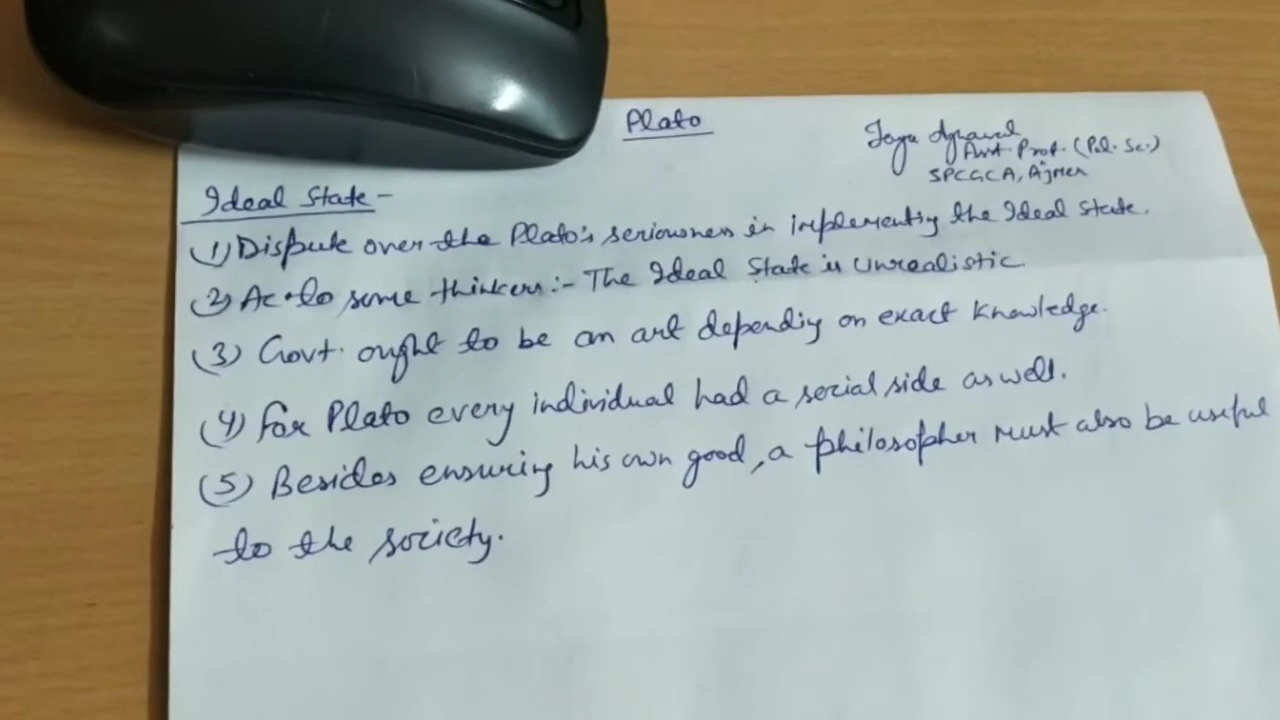 Plato
Jaya Agrawal
Asst. Prof. (Pol. Sc.)
SPCGCA, Ajmer
Ideal State -
(1) Dispute over the Plato's seriousness in implementing the Ideal State.
(2) Ac. to some thinkers :- The Ideal State is Unrealistic
(3) Govt. ought to be an art depending on exact knowledge.
(4) For Plato every individual had a social side as well.
(5) Besides ensuring his own good, a philosopher must also be useful
to the society.